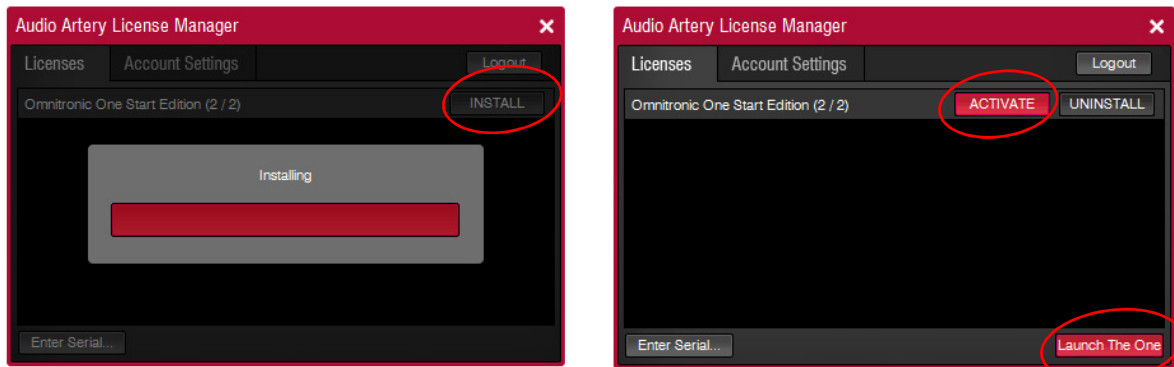 Audio Artery License Manager
Licenses Account Settings Logout
Omnitronic One Start Edition (2 / 2) INSTALL
Installing
Enter Serial...
Audio Artery License Manager
Licenses Account Settings Logout
Omnitronic One Start Edition (2 / 2) ACTIVATE UNINSTALL
Enter Serial... Launch The One